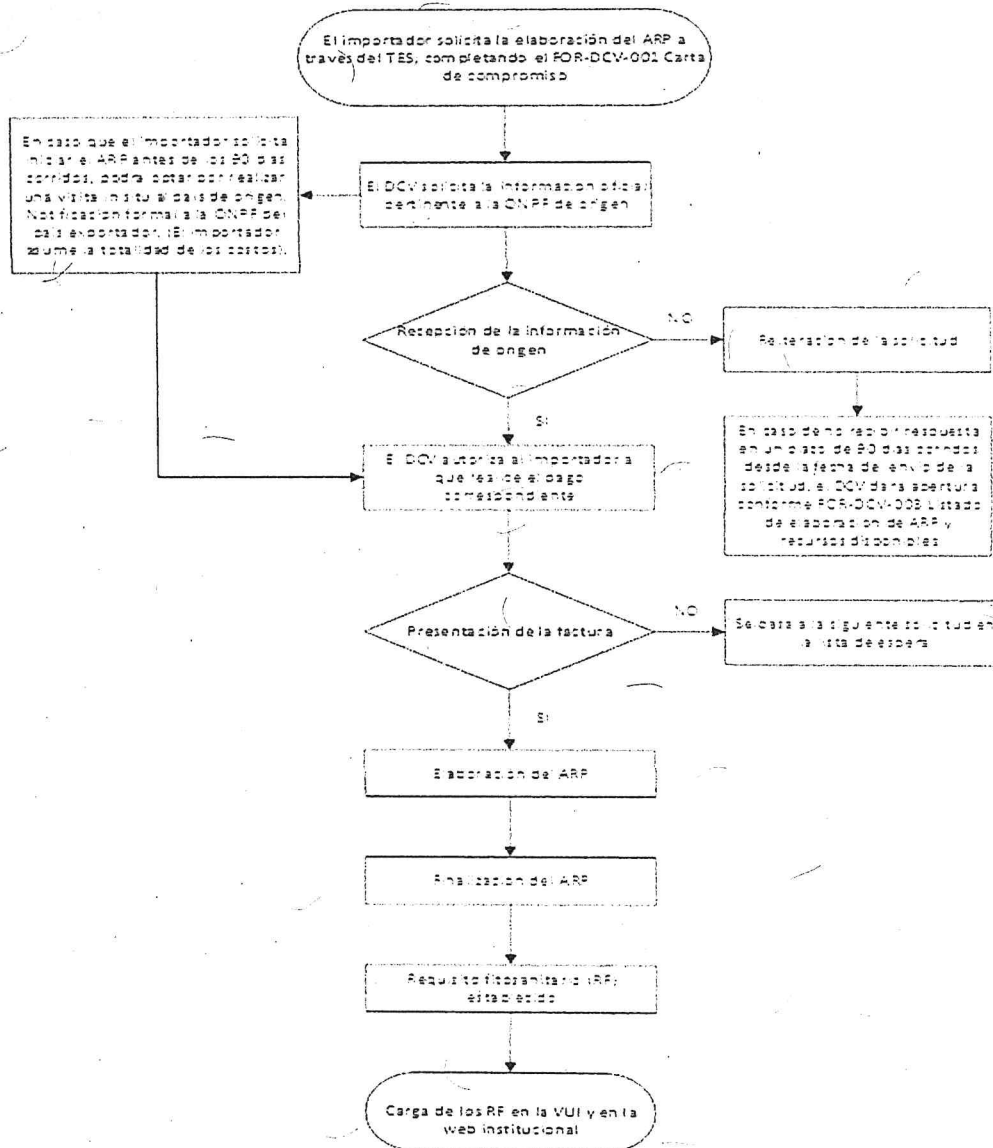 El importador solicita la elaboración del ARP a
través del TES, completando el FOR-DCV-001 Carta
de compromiso
En caso que el importador solicita
iniciar el ARP antes de los 90 días
corridos, podrá optar por realizar
una visita in situ al país de origen.
Notificación formal a la ONPF del
país exportador. (El importador
asume la totalidad de los costos).
El DCV solicita la información oficial
pertinente a la ONPF de origen
Recepción de la información
de origen
NO
Reiteración de la solicitud
SI
En caso de no recibir respuesta
en un plazo de 90 días corridos
desde la fecha de envío de la
solicitud, el DCV dará apertura
conforme FOR-DCV-003 Listado
de elaboración de ARP y
recursos disponibles
El DCV autoriza al importador a
que realice el pago
correspondiente
Presentación de la factura
NO
Se pasa a la siguiente solicitud en
la lista de espera
SI
Elaboración del ARP
Finalización del ARP
Requisito fitosanitario (RF)
establecido
Carga de los RF en la VUI y en la
web institucional